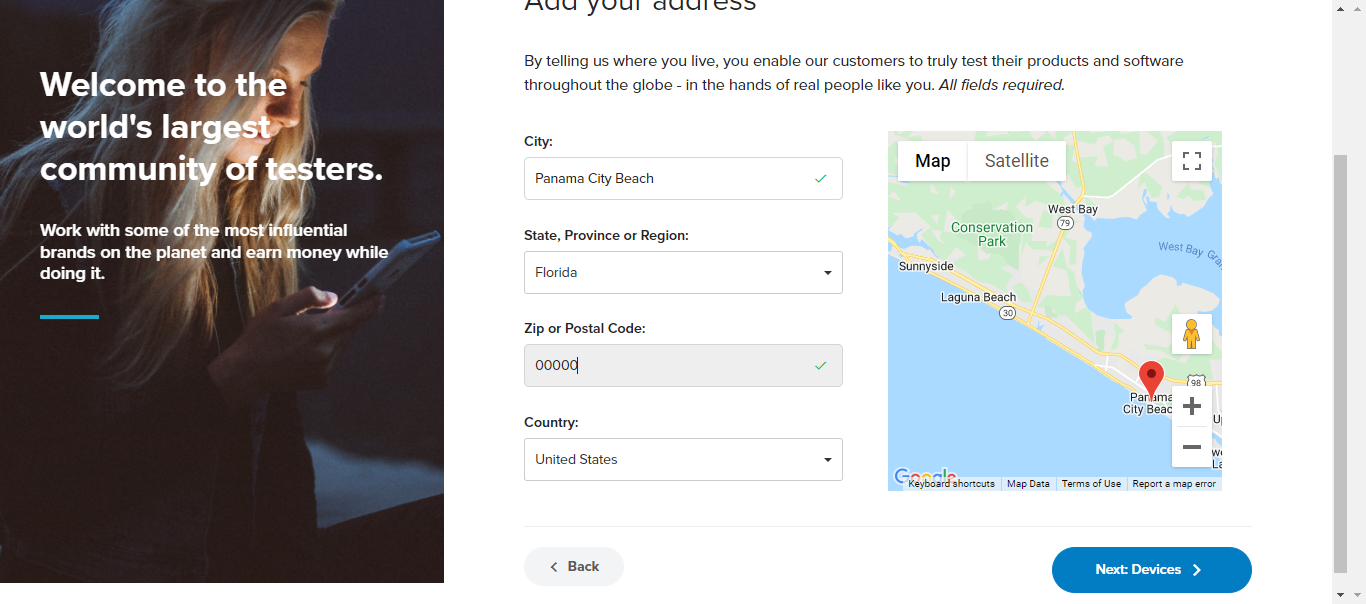 Add your address
Welcome to the
world's largest
community of testers.
Work with some of the most influential
brands on the planet and earn money while
doing it.
By telling us where you live, you enable our customers to truly test their products and software
throughout the globe - in the hands of real people like you. All fields required.
City:
Panama City Beach
State, Province or Region:
Florida
Zip or Postal Code:
00000
Country:
United States
Map
Satellite
West Bay
79
Conservation
Park
West Bay
Sunnyside
Laguna Beach
30
98
Panama
City Beac
Google
Keyboard shortcuts
Map Data
Terms of Use
Report a map error
Back
Next: Devices